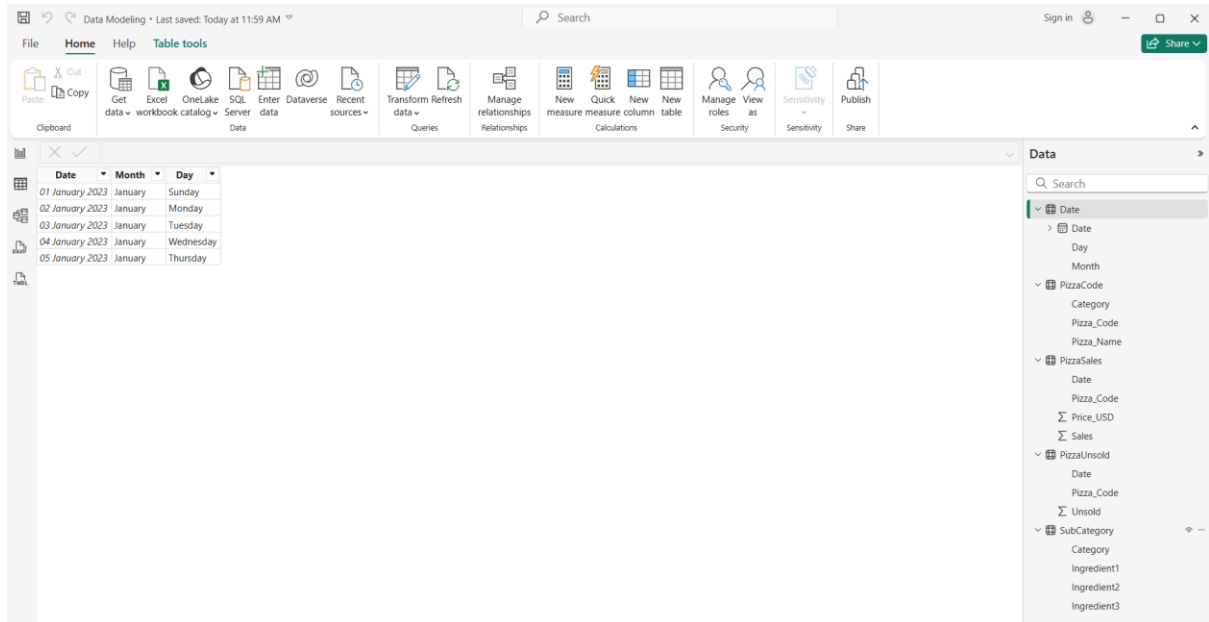 Data Modeling • Last saved: Today at 11:59 AM
Search
Sign in
File Home Help Table tools
Share
Paste
Cut
Copy
Clipboard
Get data
Excel workbook
OneLake catalog
SQL Server
Enter data
Dataverse
Recent sources
Data
Transform data
Refresh
Queries
Manage relationships
Relationships
New measure
Quick measure
New column
New table
Calculations
Manage roles
View as
Security
Sensitivity
Sensitivity
Publish
Share
Date Month Day
01 January 2023 January Sunday
02 January 2023 January Monday
03 January 2023 January Tuesday
04 January 2023 January Wednesday
05 January 2023 January Thursday
TMDL
Data
Search
Date
Date
Day
Month
PizzaCode
Category
Pizza_Code
Pizza_Name
PizzaSales
Date
Pizza_Code
Price_USD
Sales
PizzaUnsold
Date
Pizza_Code
Unsold
SubCategory
Category
Ingredient1
Ingredient2
Ingredient3